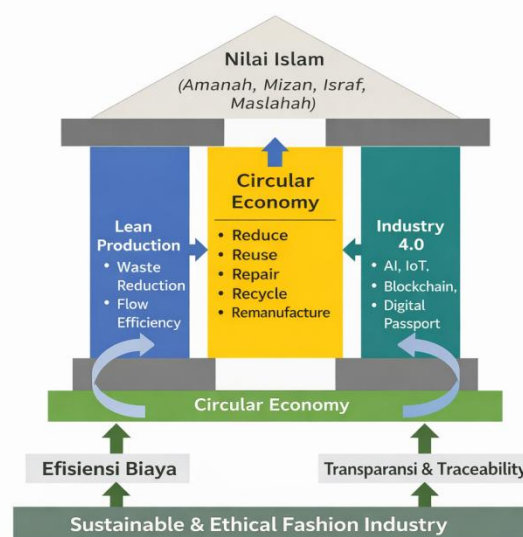 Nilai Islam
(Amanah, Mizan, Israf,
Maslahah)
Lean
Production
• Waste
Reduction
• Flow
Efficiency
Circular
Economy
• Reduce
• Reuse
• Repair
• Recycle
• Remanufacture
Industry
4.0
• AI, IoT.
• Blockchain,
• Digital
Passport
Circular Economy
Efisiensi Biaya
Transparansi & Traceability
Sustainable & Ethical Fashion Industry